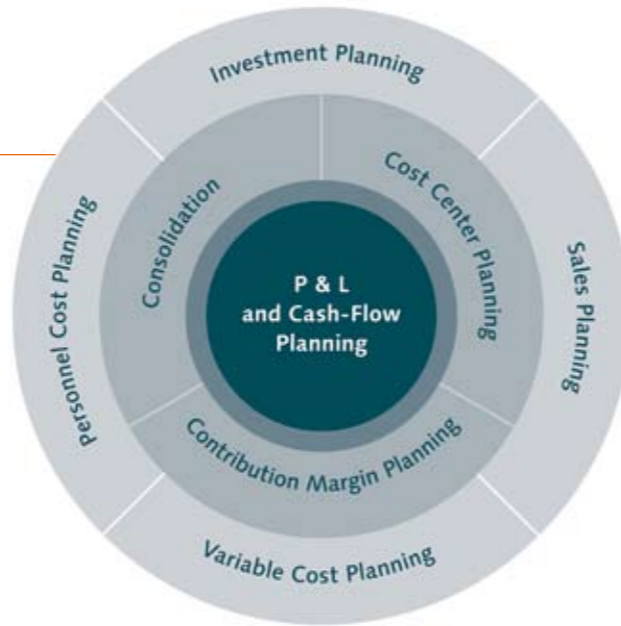 Investment Planning
Consolidation
Cost Center Planning
Personnel Cost Planning
P & L
and Cash-Flow
Planning
Sales Planning
Contribution Margin Planning
Variable Cost Planning